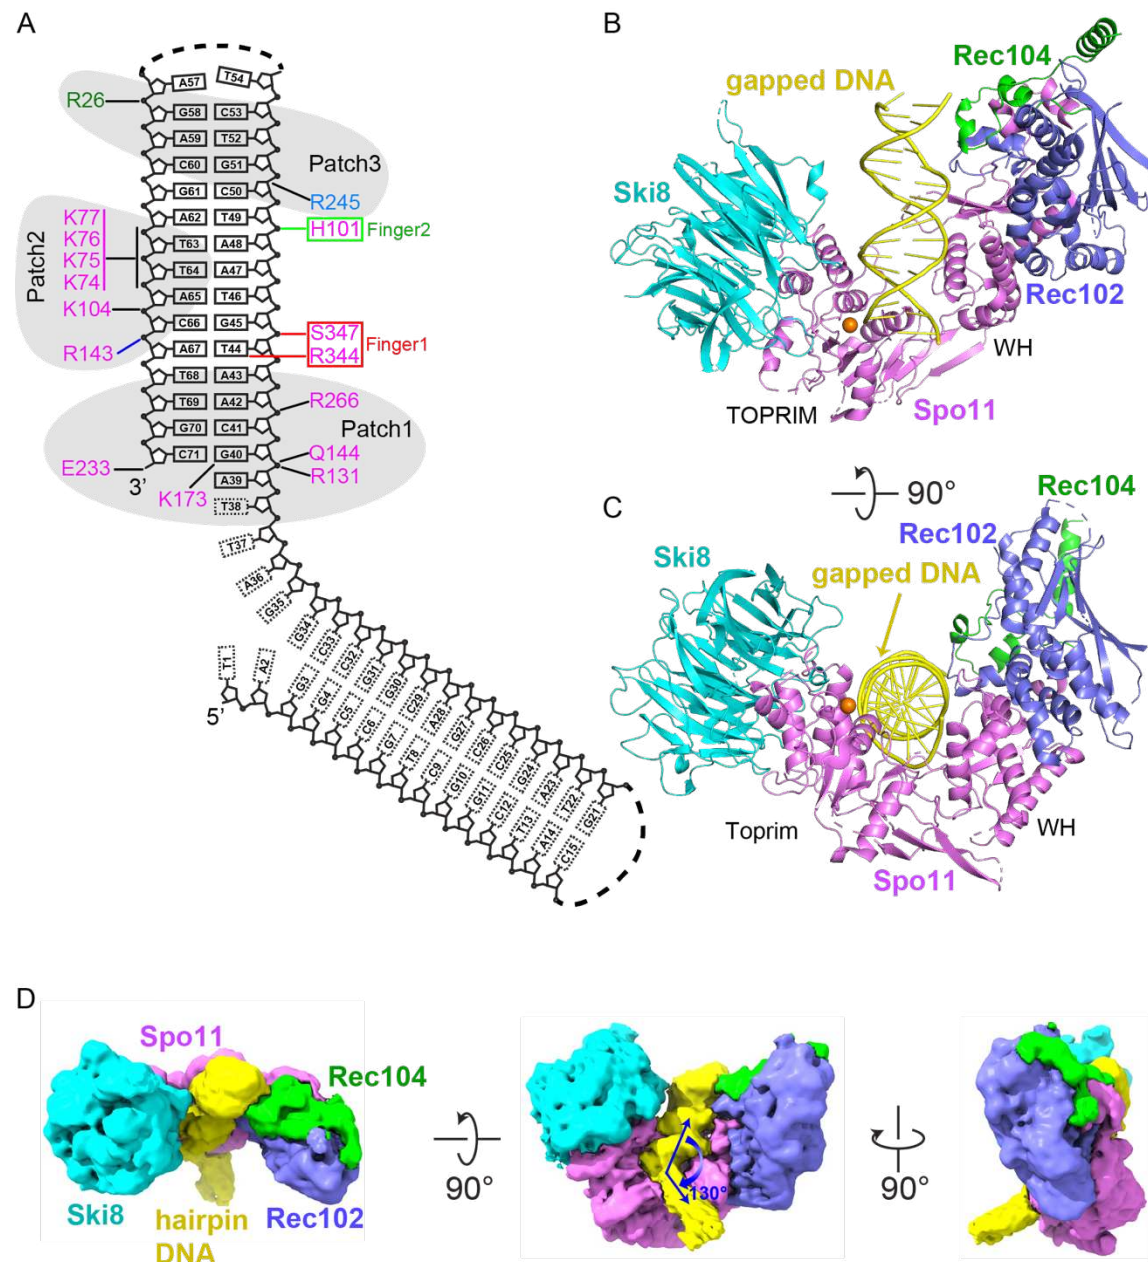 A
A57
T54
R26
G58
C53
A59
T52
C60
G51
Patch3
G61
C50
R245
K77
A62
T49
H101
Finger2
K76
T63
A48
Patch2
K75
T64
A47
K74
A65
T46
K104
C66
G45
S347
Finger1
R143
A67
T44
R344
T68
A43
T69
A42
R266
G70
C41
Patch1
E233
C71
G40
Q144
3'
K173
A39
R131
T38
T37
A36
G35
G34
C33
C32
G31
G30
C29
A28
G27
C26
C25
G24
A23
T22
G21
T1
A2
5'
G3
G4
C5
C6
G7
T8
C9
G10
G11
C12
T13
A14
C15
B
Rec104
gapped DNA
Ski8
Rec102
WH
TOPRIM
Spo11
90°
C
Rec104
Rec102
Ski8
gapped DNA
Toprim
WH
Spo11
D
Spo11
Rec104
Ski8
hairpin
DNA
Rec102
90°
130°
90°